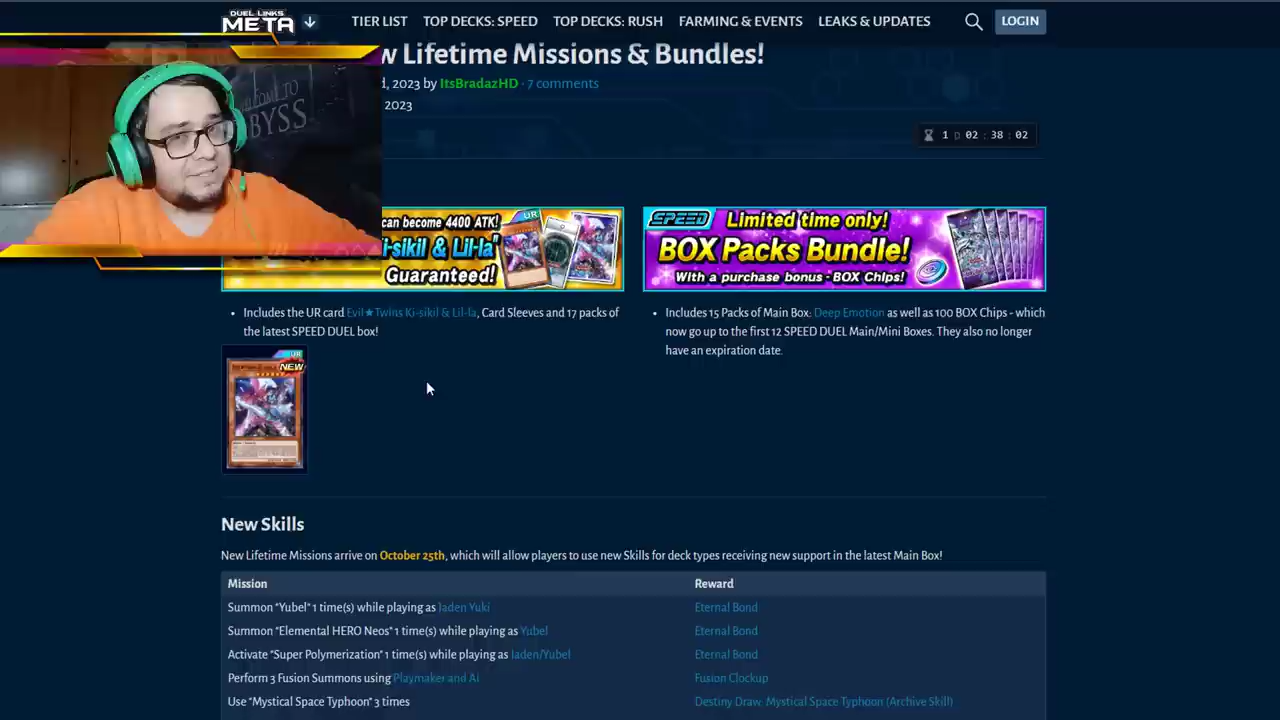 DUEL LINKS
META
TIER LIST
TOP DECKS: SPEED
TOP DECKS: RUSH
FARMING & EVENTS
LEAKS & UPDATES
LOGIN
w Lifetime Missions & Bundles!
, 2023 by ItsBradazHD · 7 comments
2023
1 D 02 : 38 : 02
COME TO
BYSS
can become 4400 ATK!
i-sikil & Lil-la"
Guaranteed!
UR
SPEED
Limited time only!
BOX Packs Bundle!
With a purchase bonus - BOX Chips!
• Includes the UR card Evil★Twins Ki-sikil & Lil-la, Card Sleeves and 17 packs of
the latest SPEED DUEL box!
• Includes 15 Packs of Main Box: Deep Emotion as well as 100 BOX Chips - which
now go up to the first 12 SPEED DUEL Main/Mini Boxes. They also no longer
have an expiration date.
UR
NEW
New Skills
New Lifetime Missions arrive on October 25th, which will allow players to use new Skills for deck types receiving new support in the latest Main Box!
Mission
Reward
Summon "Yubel" 1 time(s) while playing as Jaden Yuki
Eternal Bond
Summon "Elemental HERO Neos" 1 time(s) while playing as Yubel
Eternal Bond
Activate "Super Polymerization" 1 time(s) while playing as Jaden/Yubel
Eternal Bond
Perform 3 Fusion Summons using Playmaker and Ai
Fusion Clockup
Use "Mystical Space Typhoon" 3 times
Destiny Draw: Mystical Space Typhoon (Archive Skill)